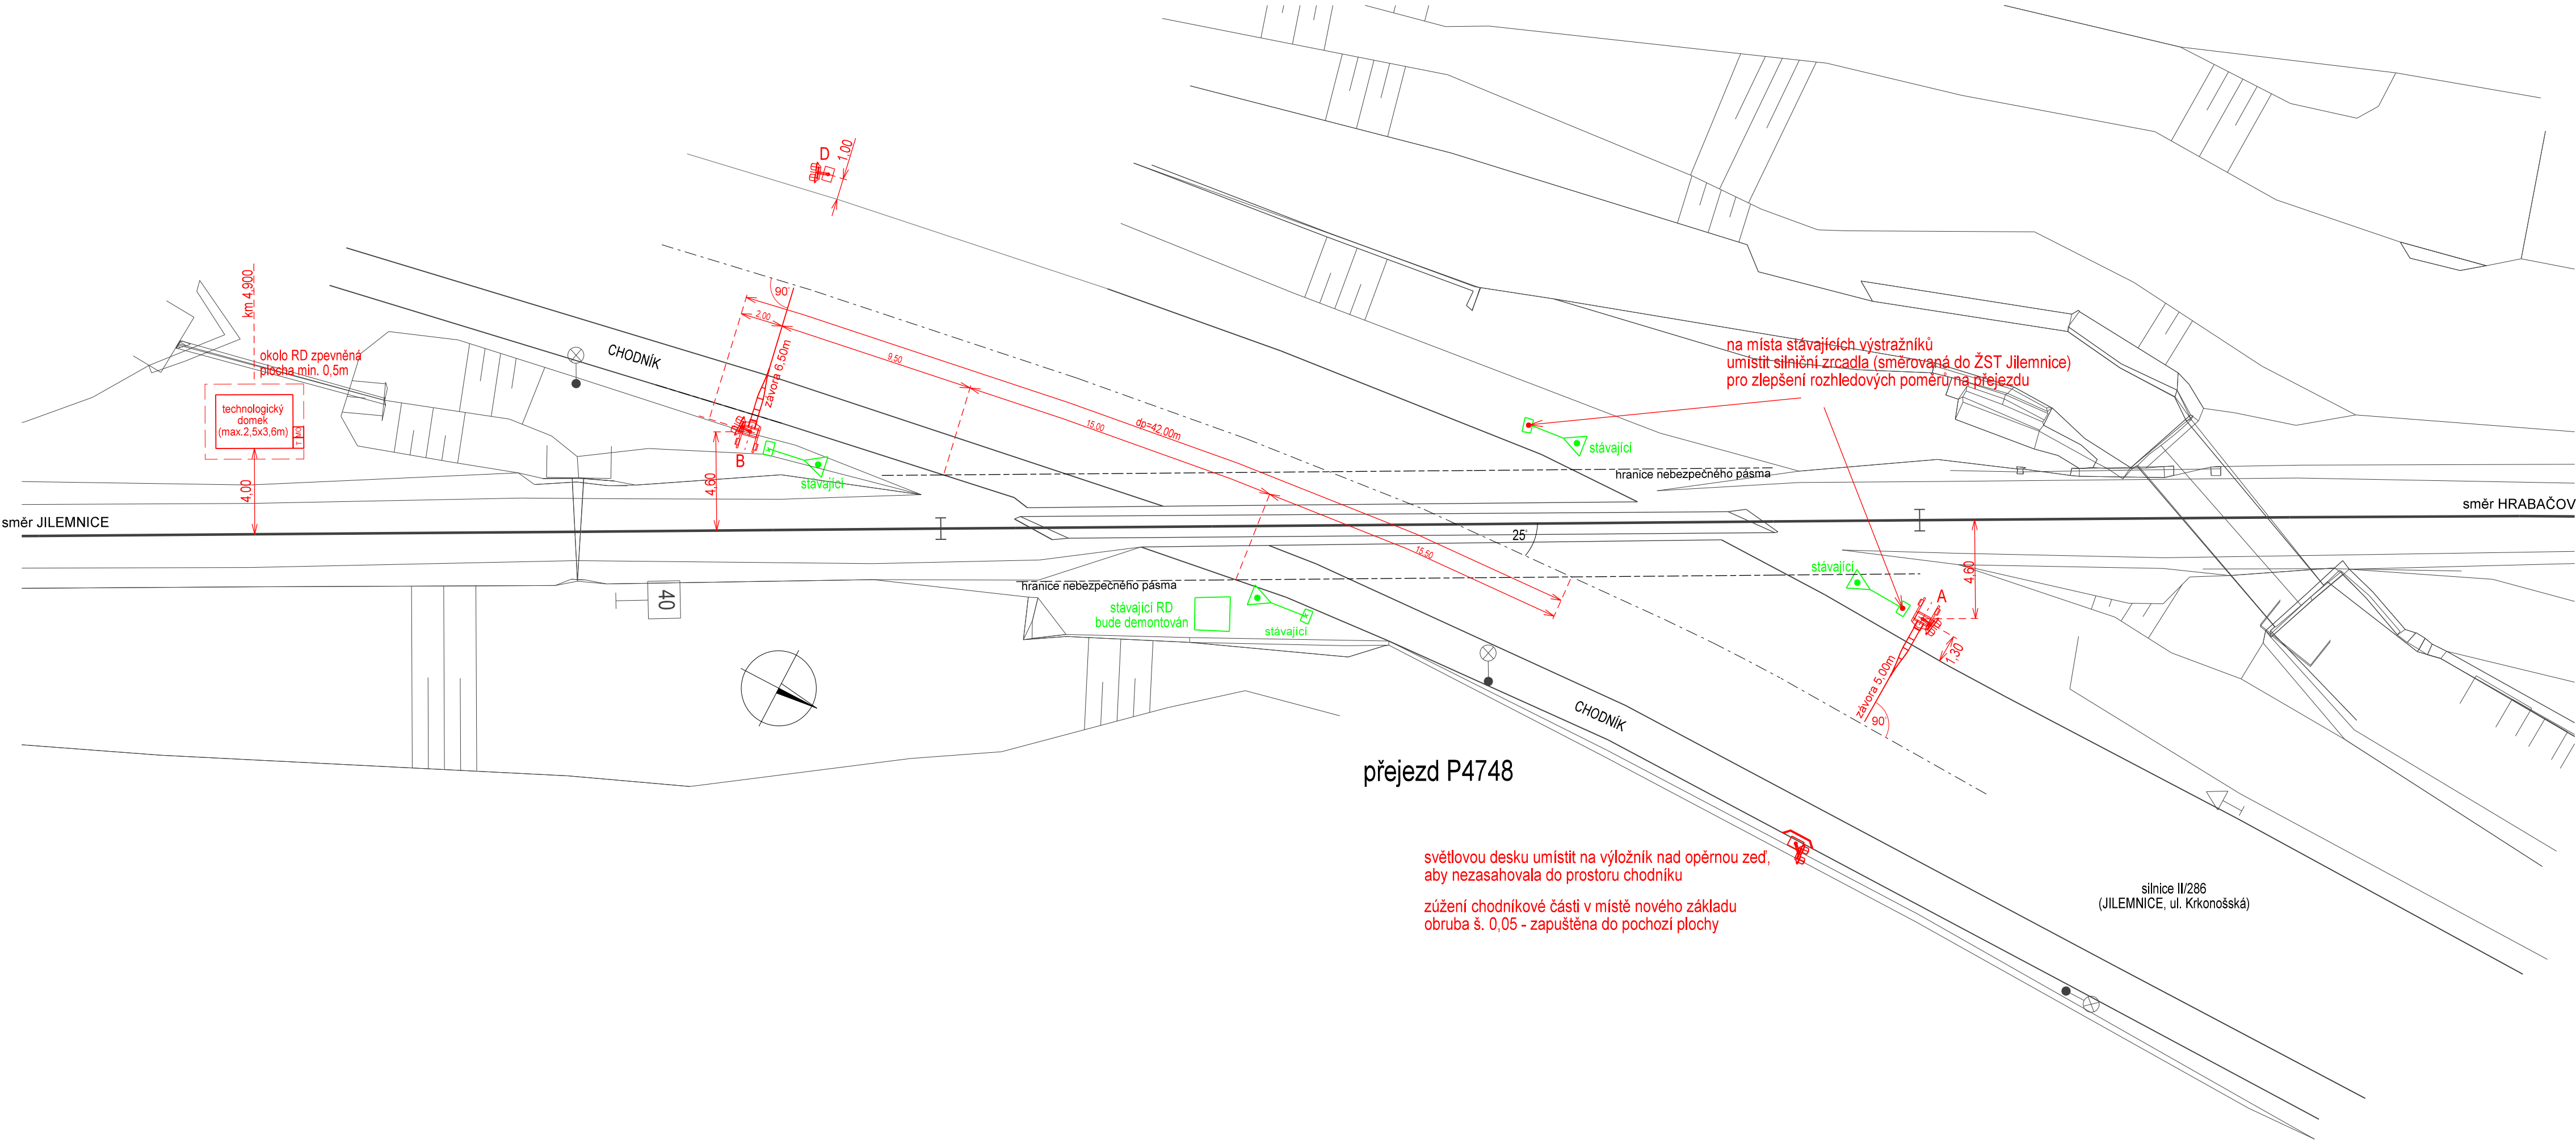 D
1,00
km 4,900
90°
2,00
9,50
závora 6,50m
CHODNÍK
okolo RD zpevněná
plocha min. 0,5m
technologický
domek
(max.2,5x3,6m)
T
MO
4,00
B
4,60
stávající
15,00
dp=42,00m
na místa stávajících výstražníků
umístit silniční zrcadla (směrovaná do ŽST Jilemnice)
pro zlepšení rozhledových poměrů na přejezdu
stávající
hranice nebezpečného pásma
směr JILEMNICE
směr HRABAČOV
25°
15,50
hranice nebezpečného pásma
40
stávající RD
bude demontován
stávající
stávající
A
4,60
1,30
závora 5,00m
90°
CHODNÍK
přejezd P4748
světlovou desku umístit na výložník nad opěrnou zeď,
aby nezasahovala do prostoru chodníku
zúžení chodníkové části v místě nového základu
obruba š. 0,05 - zapuštěna do pochozí plochy
silnice II/286
(JILEMNICE, ul. Krkonošská)